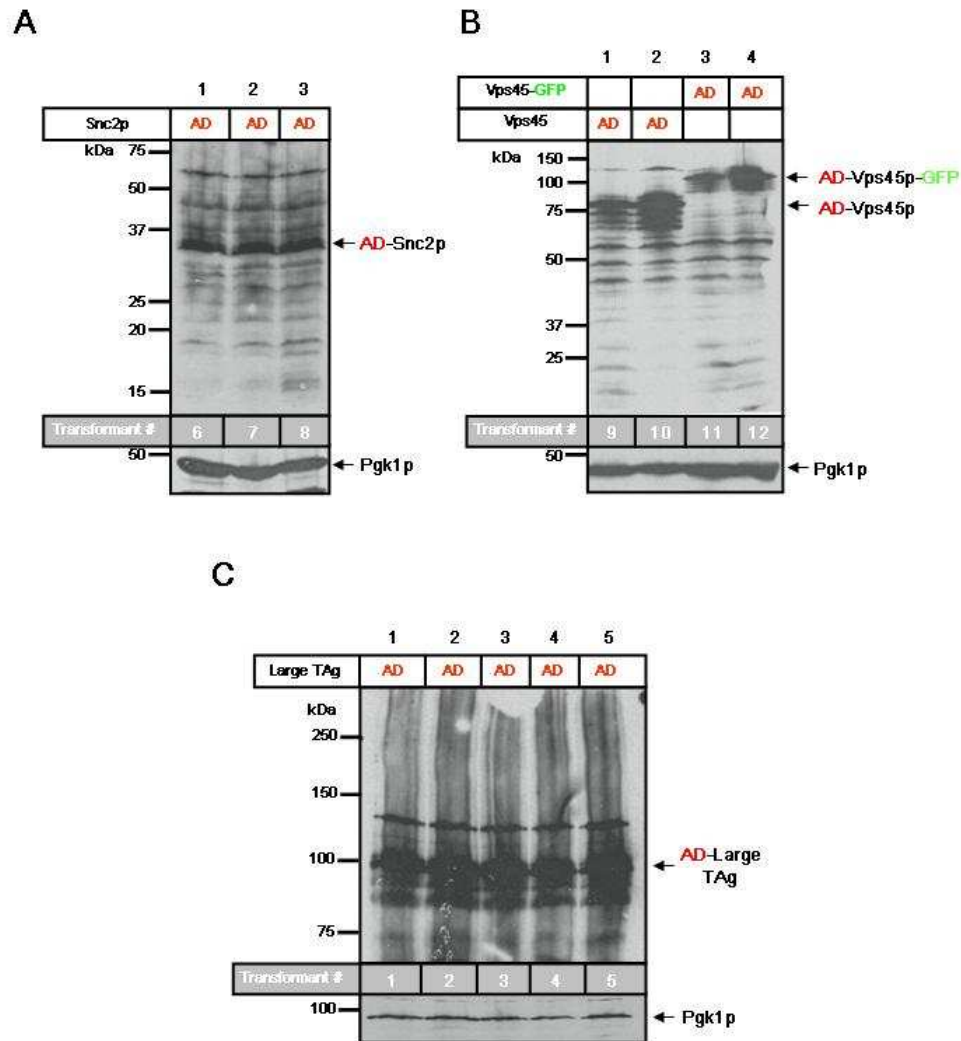 A
1 2 3
Snc2p AD AD AD
kDa
75
50
37
25
20
15
AD-Snc2p
Transformant # 6 7 8
50
Pgk1p
B
1 2 3 4
Vps45-GFP AD AD
Vps45 AD AD
kDa
150
100
75
50
37
25
AD-Vps45p-GFP
AD-Vps45p
Transformant # 9 10 11 12
50
Pgk1p
C
1 2 3 4 5
Large TAg AD AD AD AD AD
kDa
250
150
100
75
AD-Large
TAg
Transformant # 1 2 3 4 5
100
Pgk1p